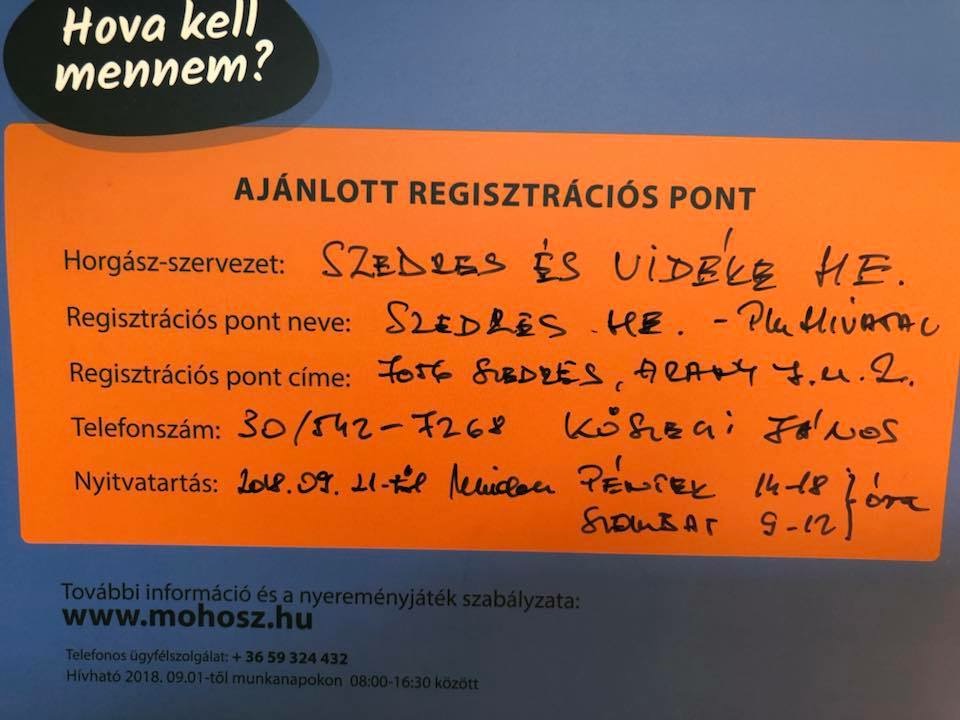 Hova kell
mennem?
AJÁNLOTT REGISZTRÁCIÓS PONT
Horgász-szervezet: SZEDRES ÉS VIDÉKE HE.
Regisztrációs pont neve: SZEDRES HE. - PM HIVATAL
Regisztrációs pont címe: 7056 SZEDRES, ARANY J. u. 2.
Telefonszám: 30/542-7268 KŐSZEGI JÁNOS
Nyitvatartás: 2018.09.21-től Minden PÉNTEK 14-18 } óra
SZOMBAT 9-12
További információ és a nyereményjáték szabályzata:
www.mohosz.hu
Telefonos ügyfélszolgálat: + 36 59 324 432
Hívható 2018. 09.01-től munkanapokon 08:00-16:30 között